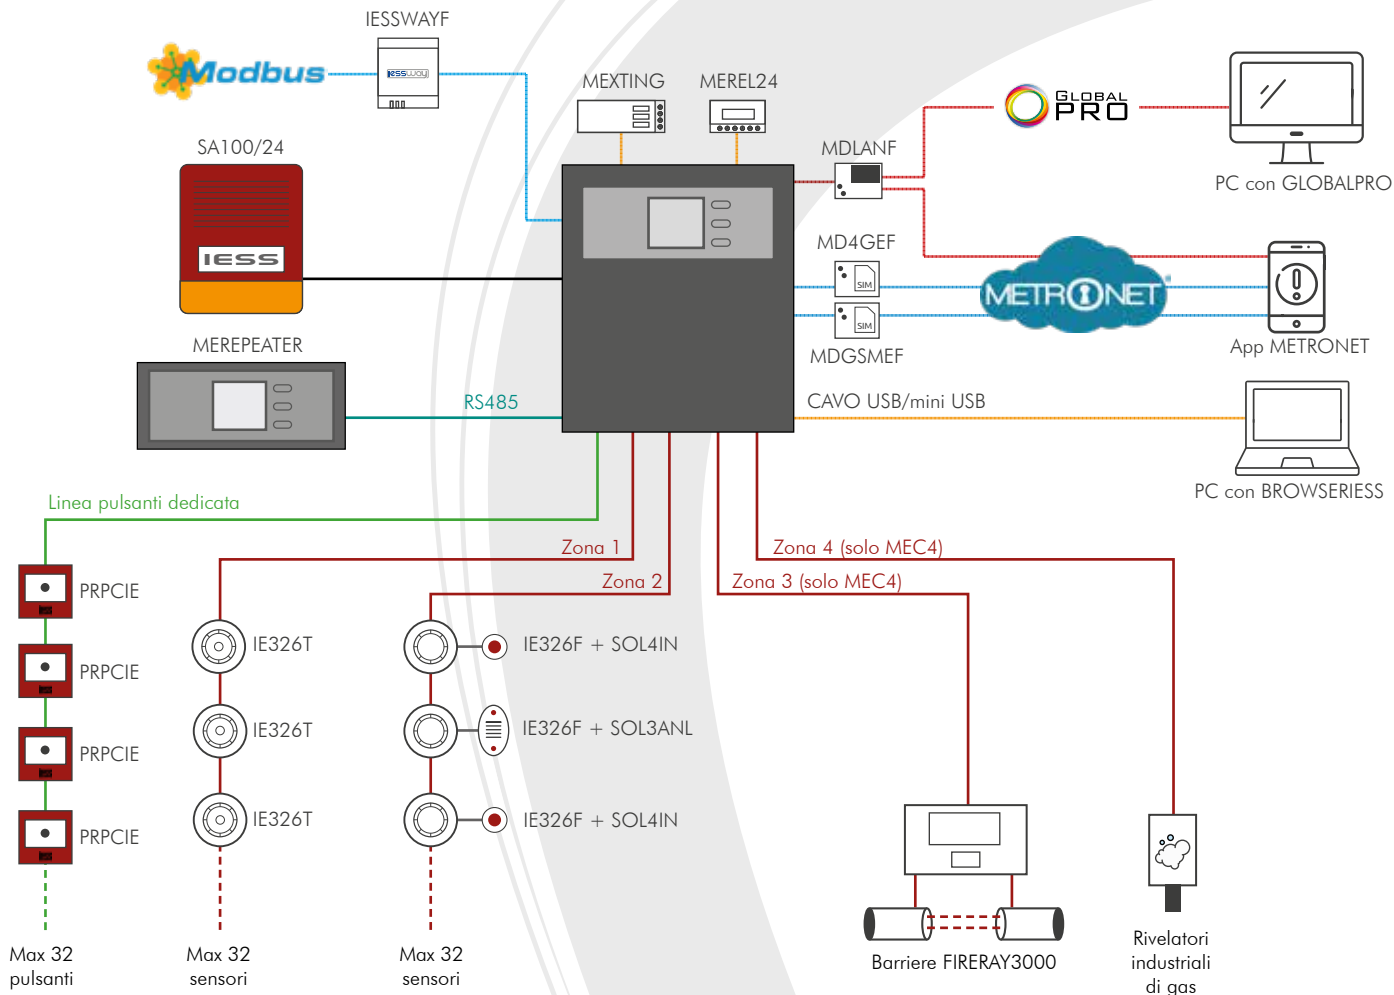 IESSWAYF
Modbus
iessway
MEXTING
MEREL24
GLOBAL
PRO
SA100/24
MDLANF
PC con GLOBALPRO
IESS
MD4GEF
SIM
METRONET
SIM
MDGSMEF
App METRONET
MEREPEATER
RS485
CAVO USB/mini USB
PC con BROWSERIESS
Linea pulsanti dedicata
Zona 1
Zona 4 (solo MEC4)
Zona 2
Zona 3 (solo MEC4)
PRPCIE
IE326T
IE326F + SOL4IN
PRPCIE
IE326T
IE326F + SOL3ANL
PRPCIE
IE326T
IE326F + SOL4IN
PRPCIE
Max 32
pulsanti
Max 32
sensori
Max 32
sensori
Barriere FIRERAY3000
Rivelatori
industriali
di gas